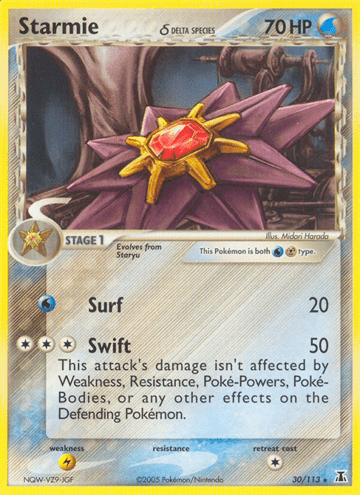 Starmie δ DELTA SPECIES 70 HP
Illus. Midori Harada
STAGE 1 Evolves from Staryu This Pokémon is both type.
Surf 20
Swift 50
This attack's damage isn't affected by
Weakness, Resistance, Poké-Powers, Poké-
Bodies, or any other effects on the
Defending Pokémon.
weakness resistance retreat cost
NQW-VZ9-JGF ©2005 Pokémon/Nintendo 30/113